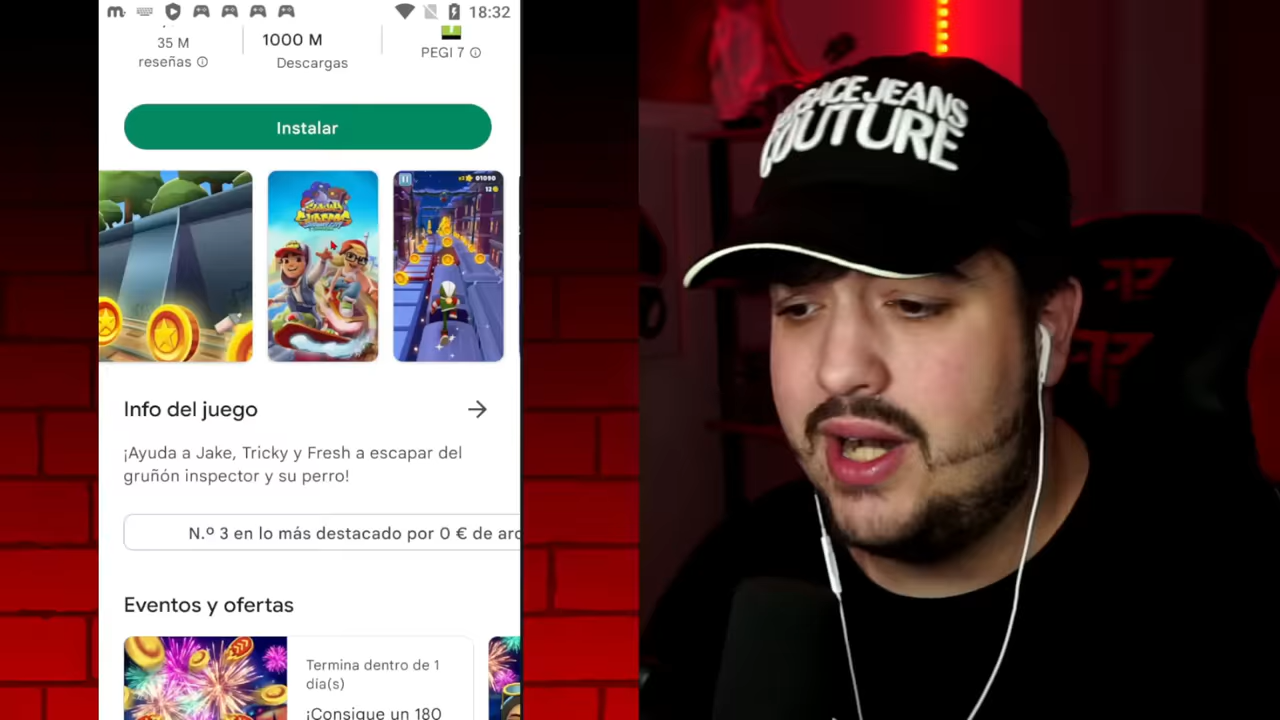 18:32
35 M
reseñas
1000 M
Descargas
PEGI 7
Instalar
01090
Info del juego
¡Ayuda a Jake, Tricky y Fresh a escapar del
gruñón inspector y su perro!
N.º 3 en lo más destacado por 0 € de arc
Eventos y ofertas
Termina dentro de 1
día(s)
¡Consigue un 180
JEANS
COUTURE